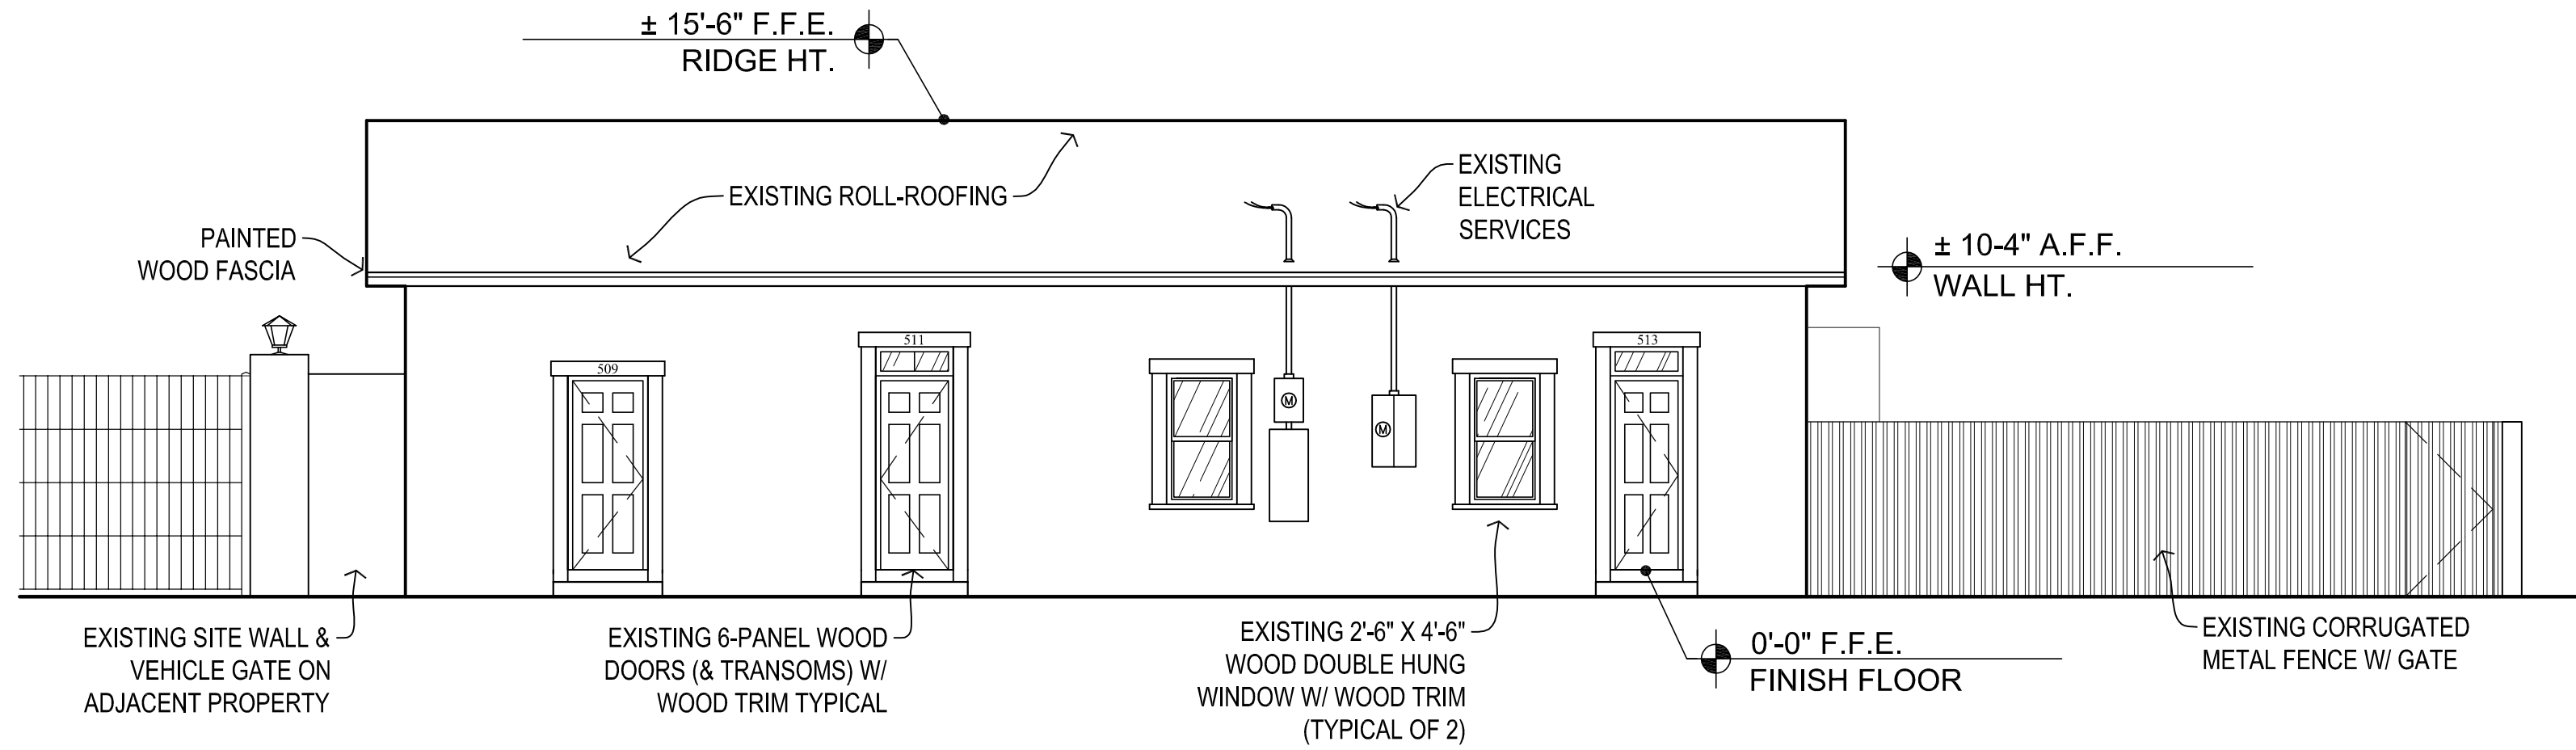 ± 15'-6" F.F.E.
RIDGE HT.
EXISTING ROLL-ROOFING
EXISTING
ELECTRICAL
SERVICES
PAINTED
WOOD FASCIA
± 10-4" A.F.F.
WALL HT.
509
511
513
M
M
EXISTING SITE WALL &
VEHICLE GATE ON
ADJACENT PROPERTY
EXISTING 6-PANEL WOOD
DOORS (& TRANSOMS) W/
WOOD TRIM TYPICAL
EXISTING 2'-6" X 4'-6"
WOOD DOUBLE HUNG
WINDOW W/ WOOD TRIM
(TYPICAL OF 2)
0'-0" F.F.E.
FINISH FLOOR
EXISTING CORRUGATED
METAL FENCE W/ GATE